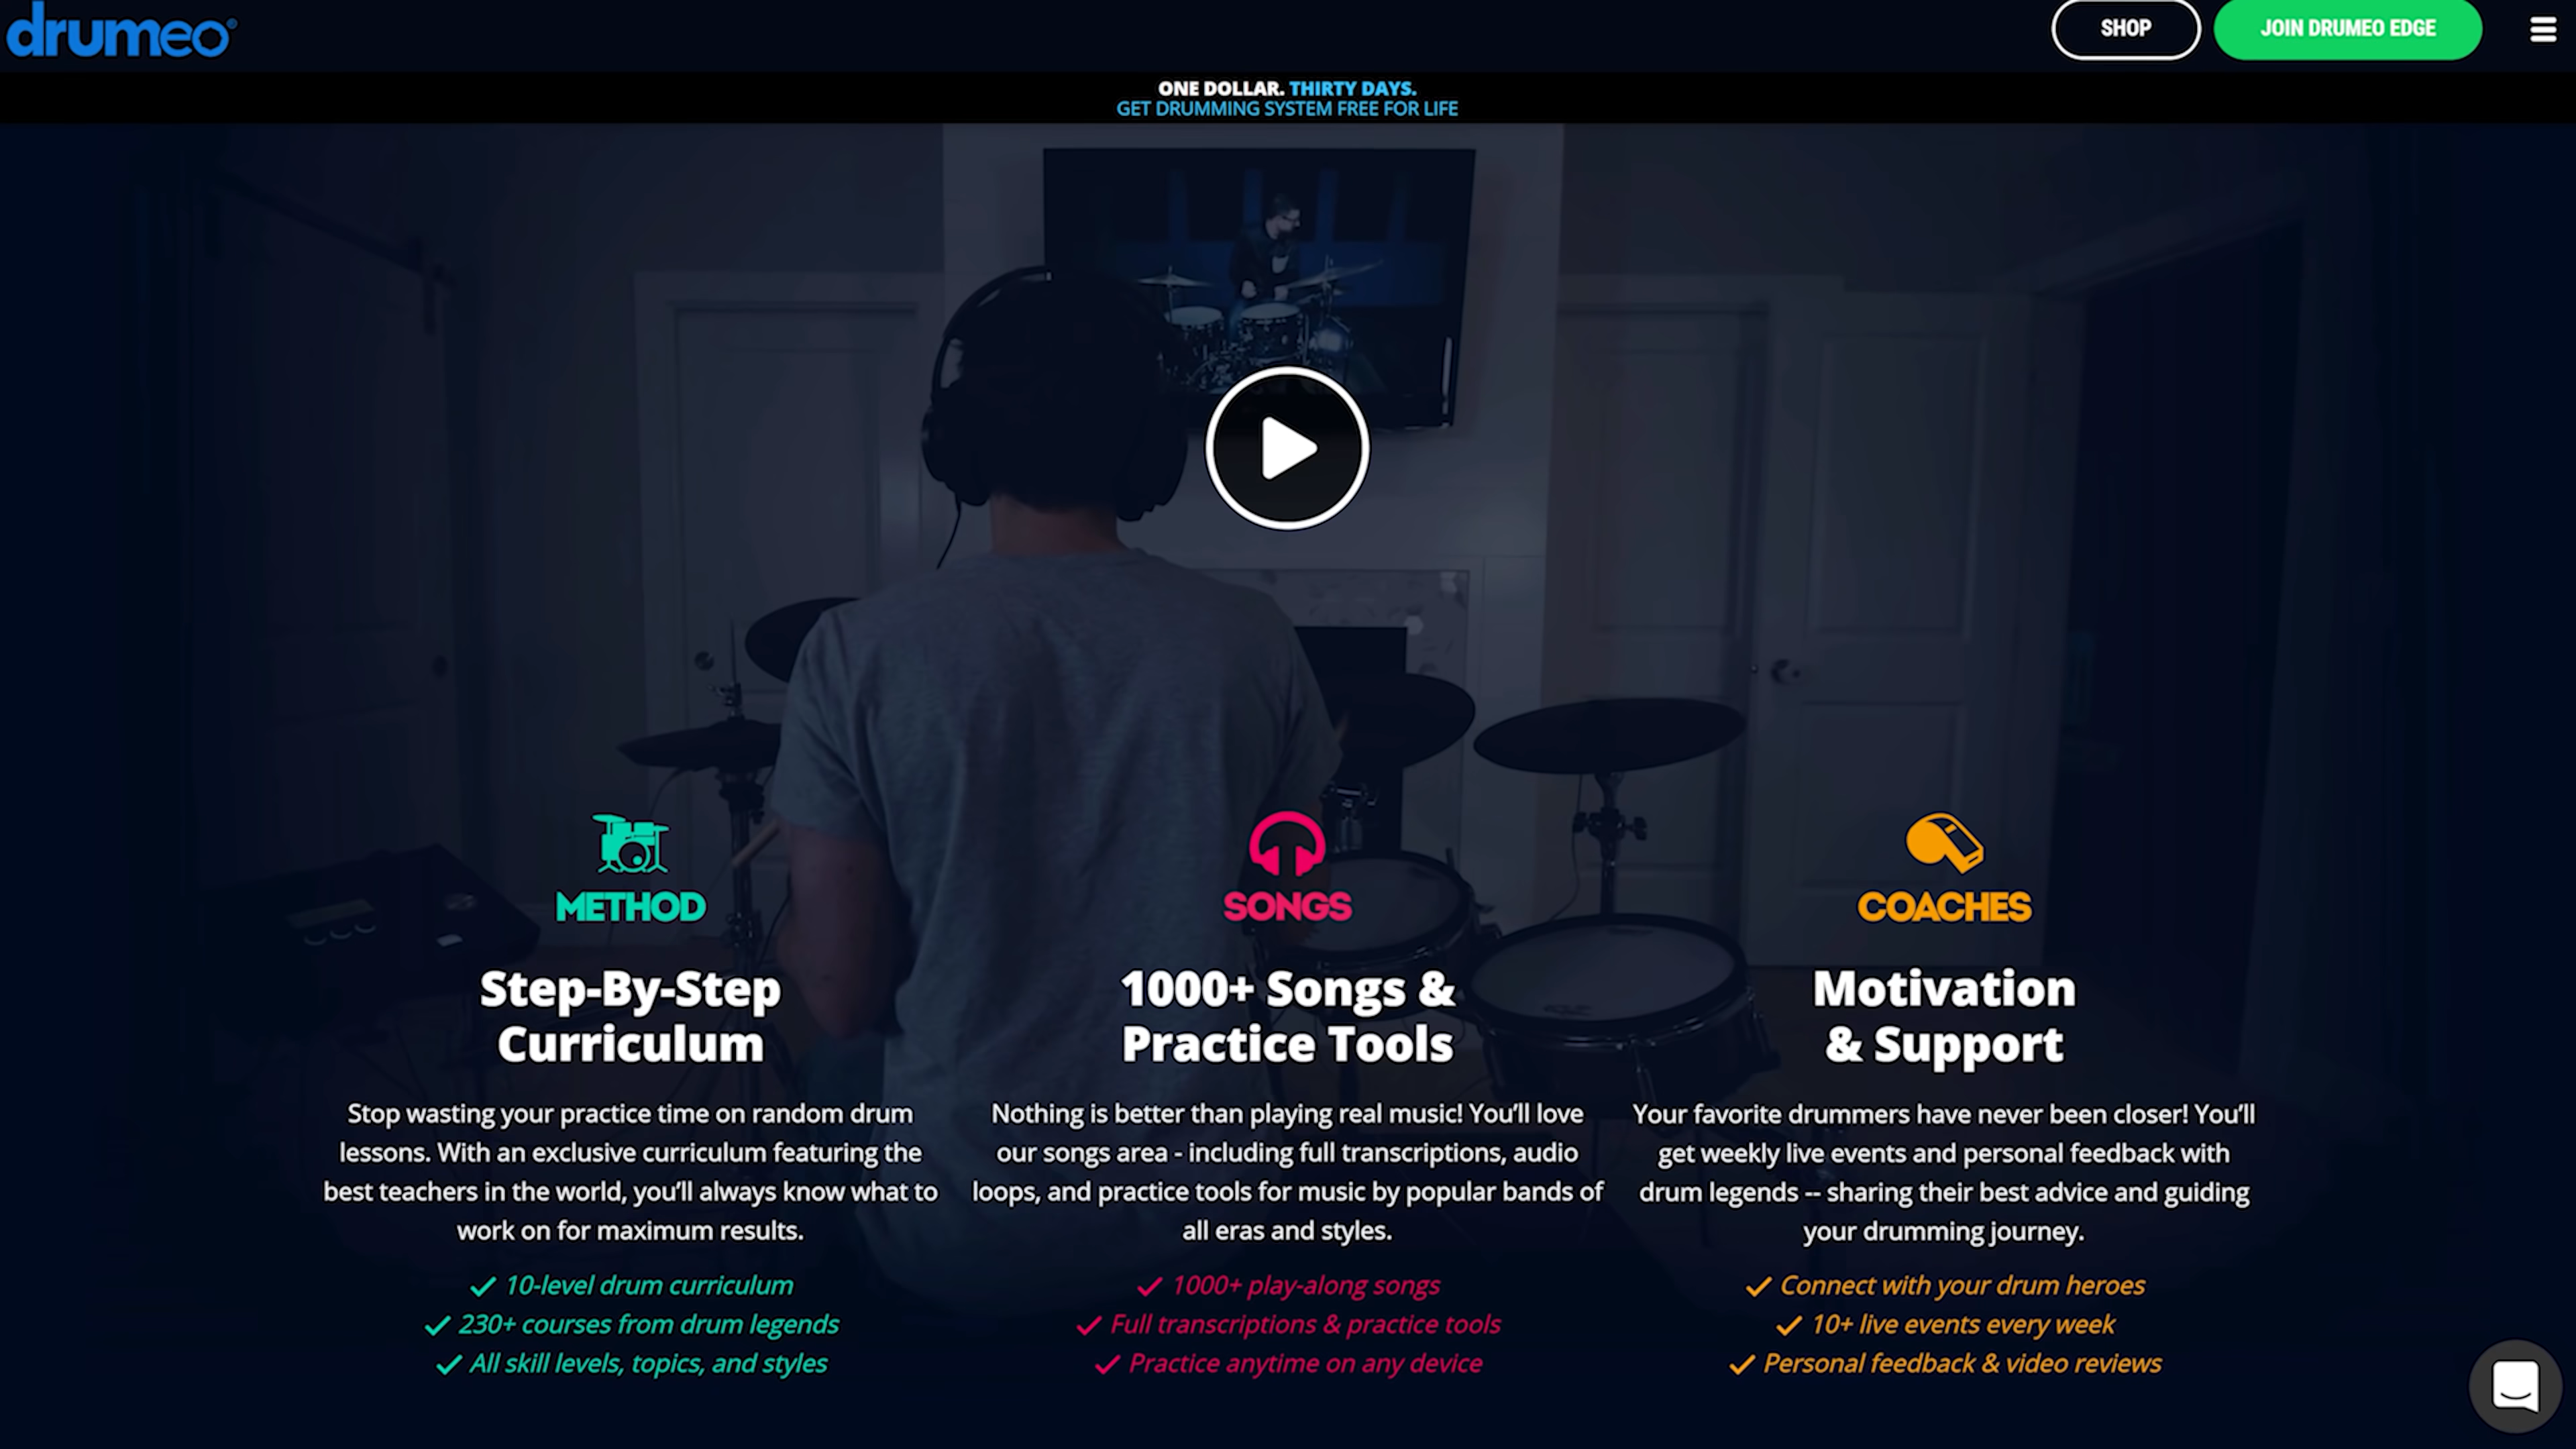 drumeo
SHOP
JOIN DRUMEO EDGE
ONE DOLLAR. THIRTY DAYS.
GET DRUMMING SYSTEM FREE FOR LIFE
METHOD
Step-By-Step
Curriculum
Stop wasting your practice time on random drum
lessons. With an exclusive curriculum featuring the
best teachers in the world, you'll always know what to
work on for maximum results.
10-level drum curriculum
230+ courses from drum legends
All skill levels, topics, and styles
SONGS
1000+ Songs &
Practice Tools
Nothing is better than playing real music! You'll love
our songs area - including full transcriptions, audio
loops, and practice tools for music by popular bands of
all eras and styles.
1000+ play-along songs
Full transcriptions & practice tools
Practice anytime on any device
COACHES
Motivation
& Support
Your favorite drummers have never been closer! You'll
get weekly live events and personal feedback with
drum legends -- sharing their best advice and guiding
your drumming journey.
Connect with your drum heroes
10+ live events every week
Personal feedback & video reviews